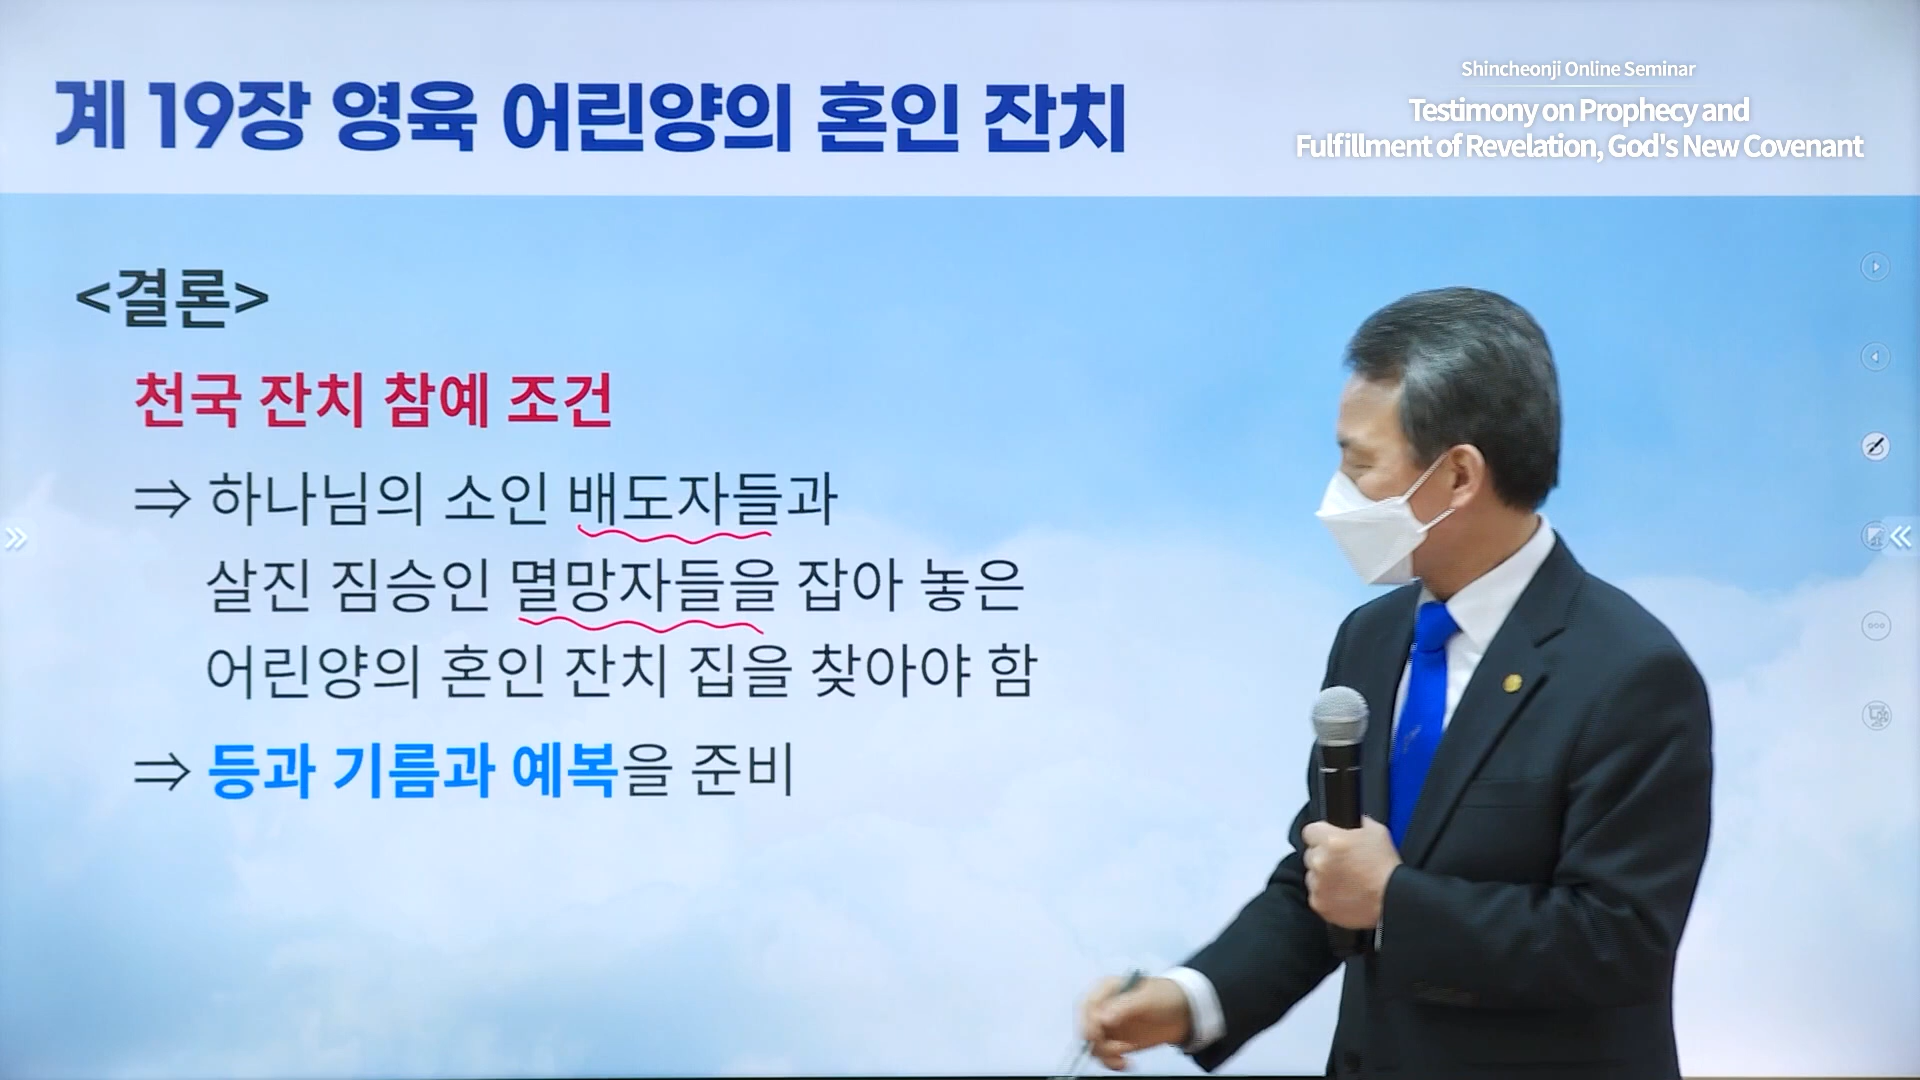 계 19장 영육 어린양의 혼인 잔치
Shincheonji Online Seminar
Testimony on Prophecy and
Fulfillment of Revelation, God's New Covenant
<결론>
천국 잔치 참예 조건
⇒ 하나님의 소인 배도자들과
살진 짐승인 멸망자들을 잡아 놓은
어린양의 혼인 잔치 집을 찾아야 함
⇒ 등과 기름과 예복을 준비